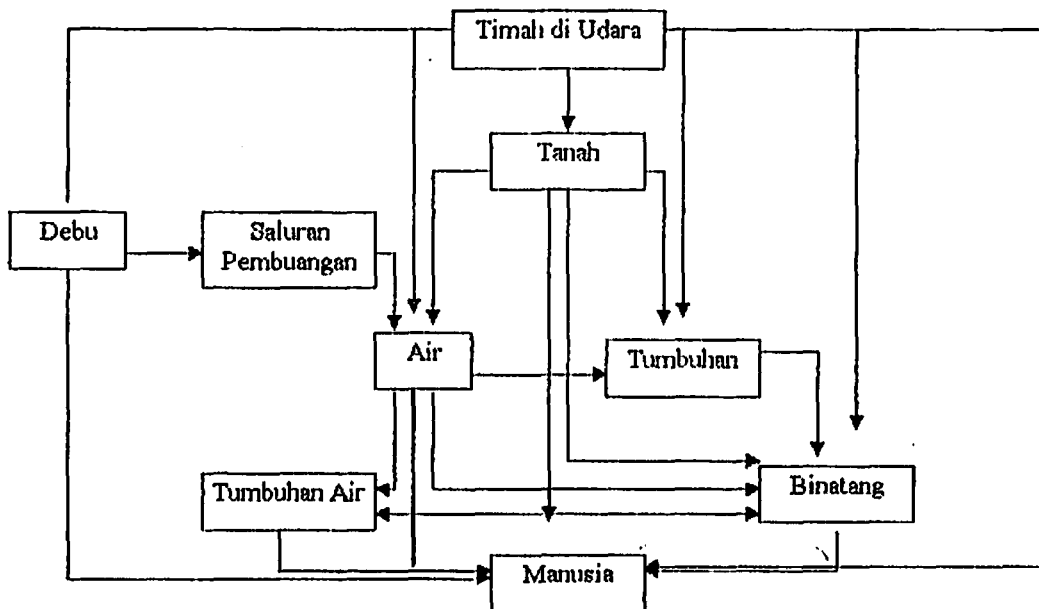 Timah di Udara
Tanah
Debu
Saluran
Pembuangan
Air
Tumbuhan
Tumbuhan Air
Binatang
Manusia